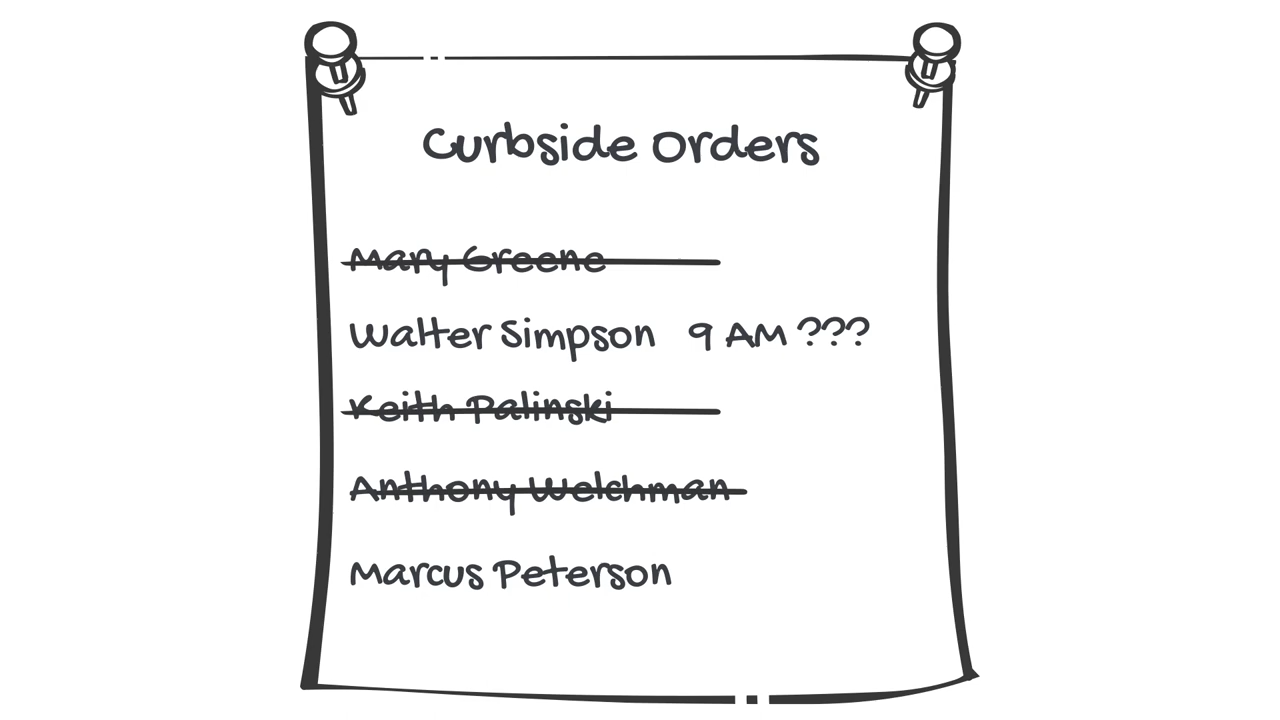 Curbside Orders
Mary Greene
Walter Simpson 9 AM ???
Keith Palinski
Anthony Welchman
Marcus Peterson